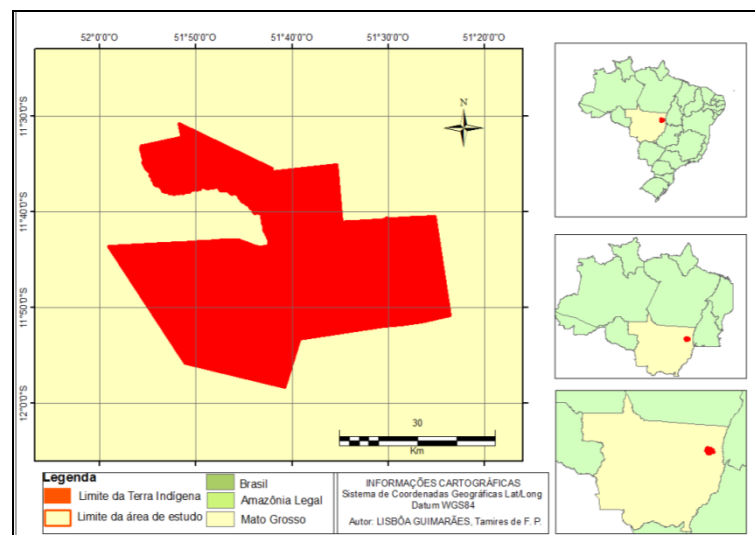 52°0'0"O 51°50'0"O 51°40'0"O 51°30'0"O 51°20'0"O
N
11°30'0"S
11°40'0"S
11°50'0"S
12°0'0"S
30
Km
Legenda
Limite da Terra Indígena
Limite da área de estudo
Brasil
Amazônia Legal
Mato Grosso
INFORMAÇÕES CARTOGRÁFICAS
Sistema de Coordenadas Geográficas Lat/Long
Datum WGS84
Autor: LISBÔA GUIMARÃES, Tamires de F. P.